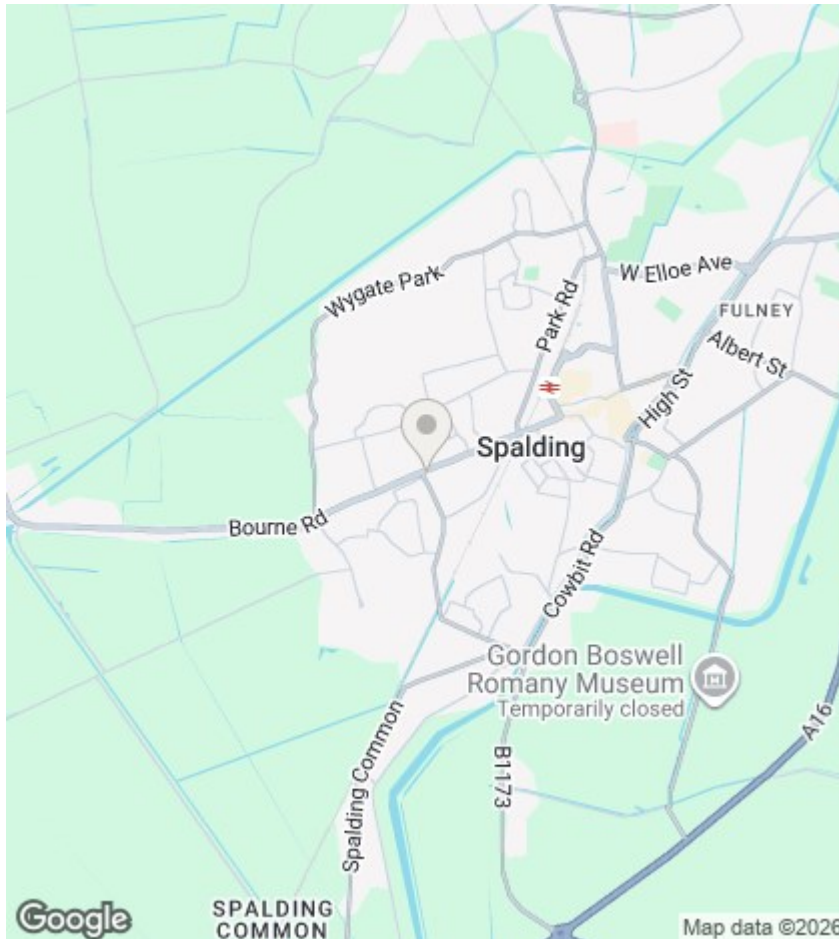 W Elloe Ave
Wygate Park
Park Rd
FULNEY
Albert St
High St
Spalding
Bourne Rd
Cowbit Rd
Gordon Boswell
Romany Museum
Temporarily closed
A16
Spalding Common
B1173
SPALDING
COMMON
Google
Map data ©202